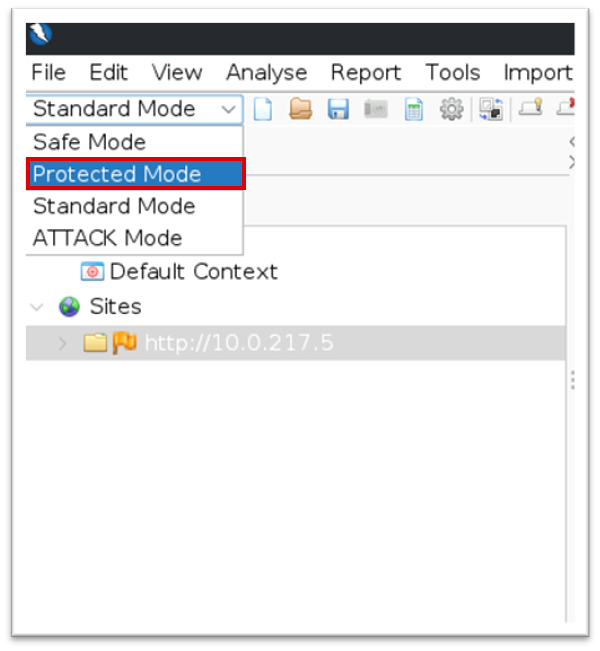 File Edit View Analyse Report Tools Import
Standard Mode
Safe Mode
Protected Mode
Standard Mode
ATTACK Mode
Default Context
Sites
http://10.0.217.5